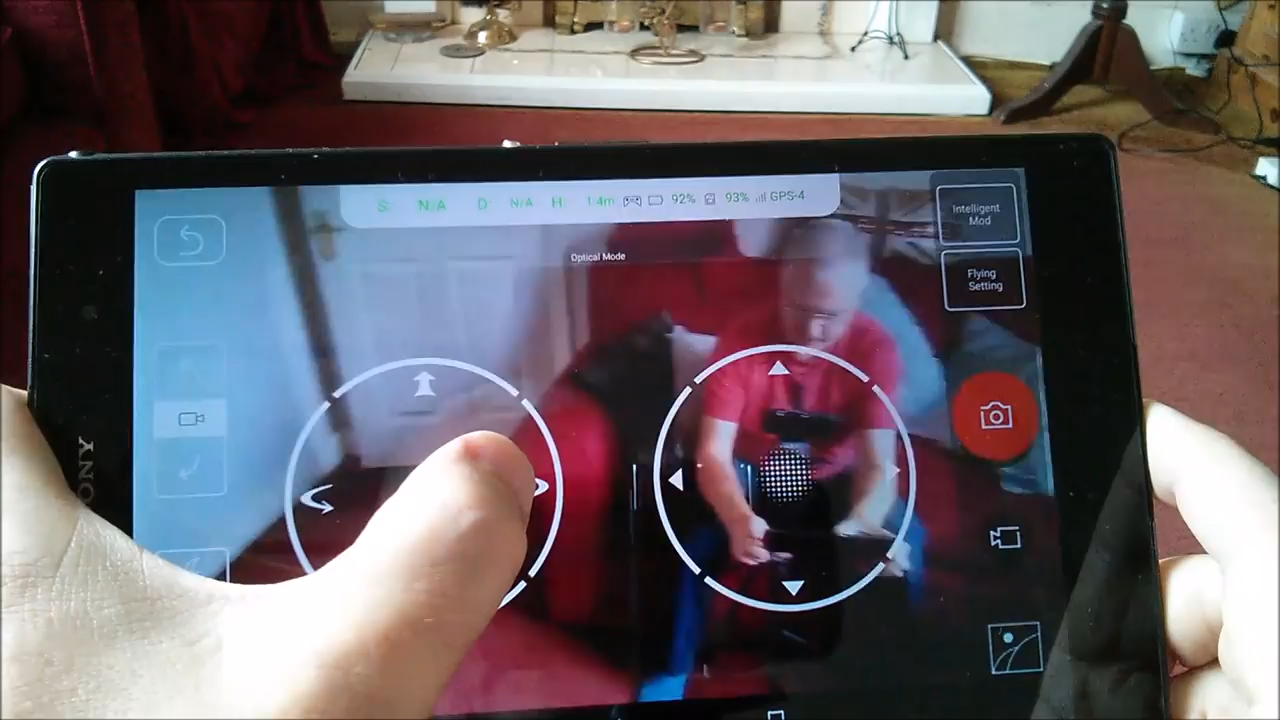 S: N/A D: N/A H: 1.4m 92% 93% GPS-4
Optical Mode
Intelligent
Mod
Flying
Setting
SONY